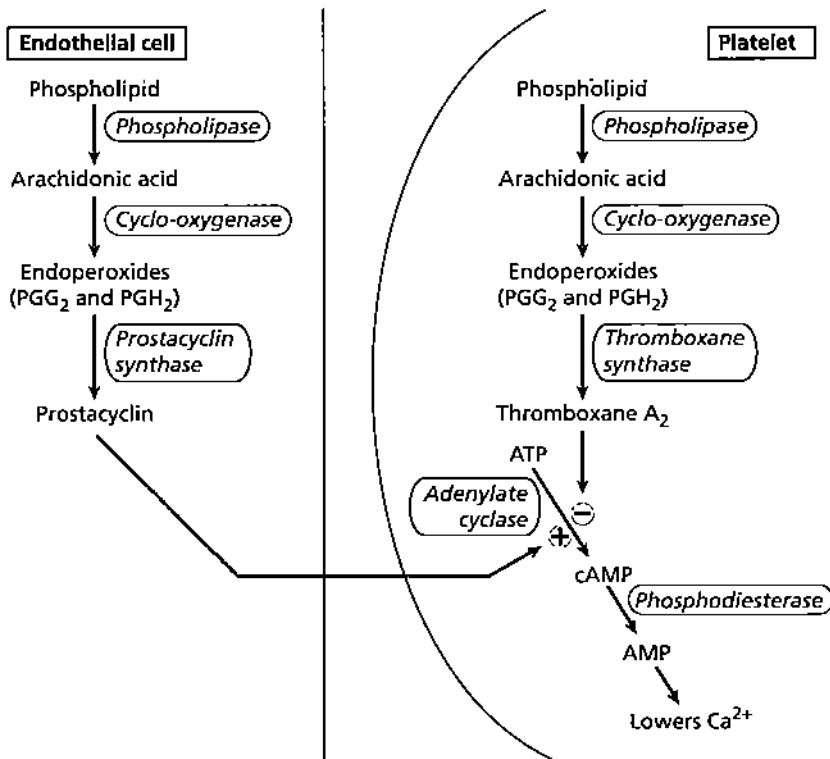 Endothelial cell
Phospholipid
Phospholipase
Arachidonic acid
Cyclo-oxygenase
Endoperoxides
(PGG₂ and PGH₂)
Prostacyclin
synthase
Prostacyclin
Platelet
Phospholipid
Phospholipase
Arachidonic acid
Cyclo-oxygenase
Endoperoxides
(PGG₂ and PGH₂)
Thromboxane
synthase
Thromboxane A₂
ATP
Adenylate
cyclase
−
+
cAMP
Phosphodiesterase
AMP
Lowers Ca²⁺